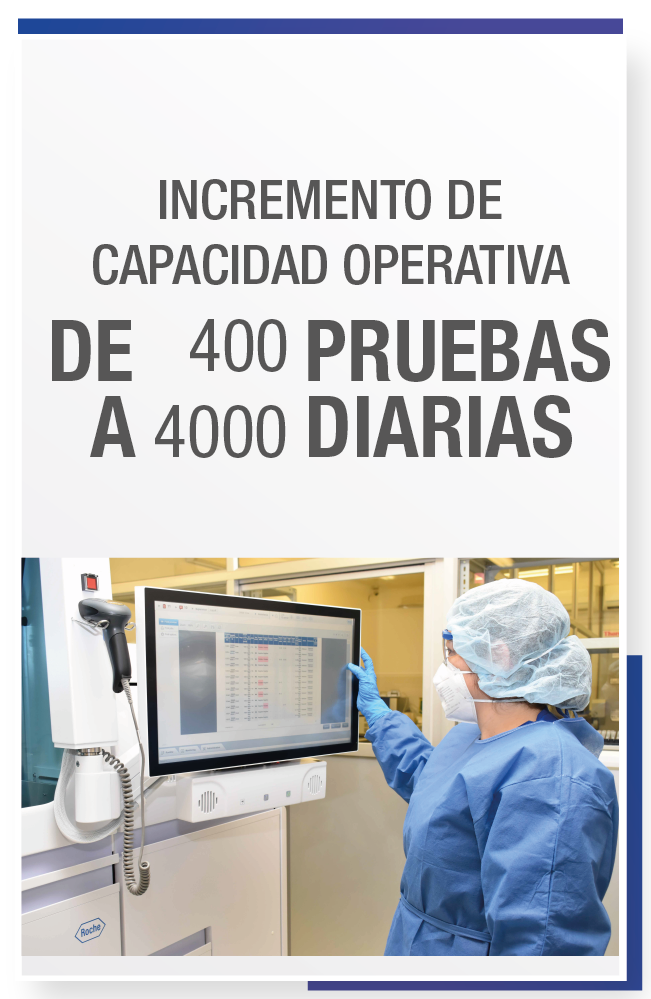 INCREMENTO DE
CAPACIDAD OPERATIVA
DE 400 PRUEBAS
A 4000 DIARIAS
Roche